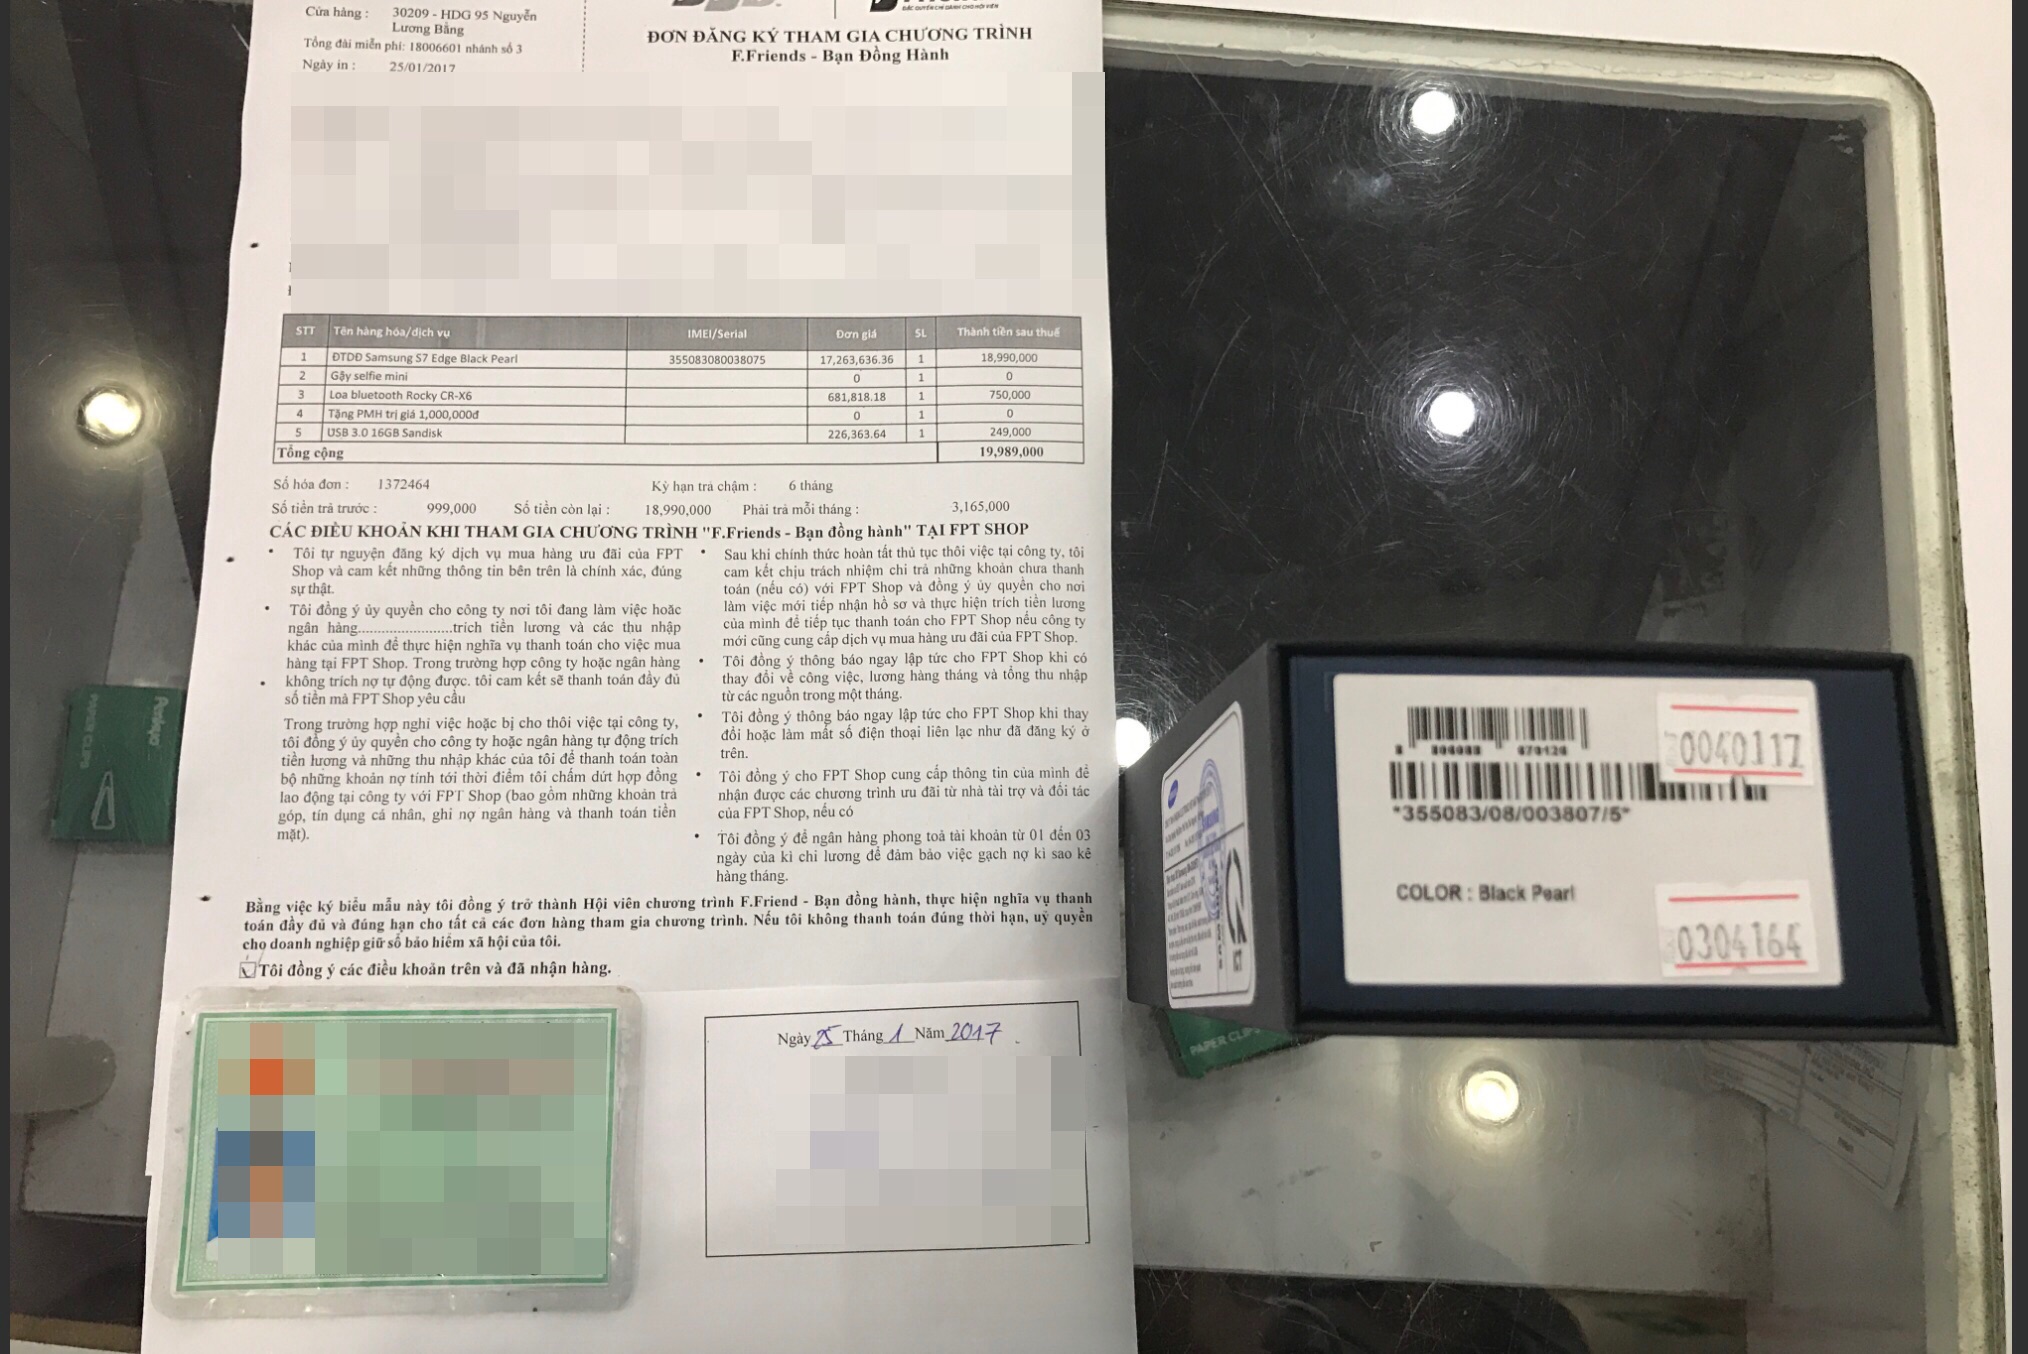 Cửa hàng : 30209 - HDG 95 Nguyễn
Lương Bằng
Tổng đài miễn phí: 18006601 nhánh số 3
Ngày in : 25/01/2017
ĐƠN ĐĂNG KÝ THAM GIA CHƯƠNG TRÌNH
F.Friends - Bạn Đồng Hành
STT Tên hàng hóa/dịch vụ IMEI/Serial Đơn giá SL Thành tiền sau thuế
1 ĐTDĐ Samsung S7 Edge Black Pearl 355083080038075 17,263,636.36 1 18,990,000
2 Gậy selfie mini 0 1 0
3 Loa bluetooth Rocky CR-X6 681,818.18 1 750,000
4 Tặng PMH trị giá 1,000,000đ 0 1 0
5 USB 3.0 16GB Sandisk 226,363.64 1 249,000
Tổng cộng 19,989,000
Số hóa đơn : 1372464 Kỳ hạn trả chậm : 6 tháng
Số tiền trả trước : 999,000 Số tiền còn lại : 18,990,000 Phải trả mỗi tháng : 3,165,000
CÁC ĐIỀU KHOẢN KHI THAM GIA CHƯƠNG TRÌNH "F.Friends - Bạn đồng hành" TẠI FPT SHOP
• Tôi tự nguyện đăng ký dịch vụ mua hàng ưu đãi của FPT
Shop và cam kết những thông tin bên trên là chính xác, đúng
sự thật.
• Tôi đồng ý ủy quyền cho công ty nơi tôi đang làm việc hoặc
ngân hàng.........................trích tiền lương và các thu nhập
khác của mình để thực hiện nghĩa vụ thanh toán cho việc mua
hàng tại FPT Shop. Trong trường hợp công ty hoặc ngân hàng
• không trích nợ tự động được. tôi cam kết sẽ thanh toán đầy đủ
số tiền mà FPT Shop yêu cầu
Trong trường hợp nghỉ việc hoặc bị cho thôi việc tại công ty,
tôi đồng ý ủy quyền cho công ty hoặc ngân hàng tự động trích
tiền lương và những thu nhập khác của tôi để thanh toán toàn
bộ những khoản nợ tính tới thời điểm tôi chấm dứt hợp đồng
lao động tại công ty với FPT Shop (bao gồm những khoản trả
góp, tín dụng cá nhân, ghi nợ ngân hàng và thanh toán tiền
mặt).
• Sau khi chính thức hoàn tất thủ tục thôi việc tại công ty, tôi
cam kết chịu trách nhiệm chi trả những khoản chưa thanh
toán (nếu có) với FPT Shop và đồng ý ủy quyền cho nơi
làm việc mới tiếp nhận hồ sơ và thực hiện trích tiền lương
của mình để tiếp tục thanh toán cho FPT Shop nếu công ty
mới cũng cung cấp dịch vụ mua hàng ưu đãi của FPT Shop.
• Tôi đồng ý thông báo ngay lập tức cho FPT Shop khi có
thay đổi về công việc, lương hàng tháng và tổng thu nhập
từ các nguồn trong một tháng.
• Tôi đồng ý thông báo ngay lập tức cho FPT Shop khi thay
đổi hoặc làm mất số điện thoại liên lạc như đã đăng ký ở
trên.
• Tôi đồng ý cho FPT Shop cung cấp thông tin của mình để
nhận được các chương trình ưu đãi từ nhà tài trợ và đối tác
của FPT Shop, nếu có
• Tôi đồng ý để ngân hàng phong toả tài khoản từ 01 đến 03
ngày của kì chi lương để đảm bảo việc gạch nợ kì sao kê
hàng tháng.
Bằng việc ký biểu mẫu này tôi đồng ý trở thành Hội viên chương trình F.Friend - Bạn đồng hành, thực hiện nghĩa vụ thanh
toán đầy đủ và đúng hạn cho tất cả các đơn hàng tham gia chương trình. Nếu tôi không thanh toán đúng thời hạn, uỷ quyền
cho doanh nghiệp giữ sổ bảo hiểm xã hội của tôi.
Tôi đồng ý các điều khoản trên và đã nhận hàng.
Ngày 25 Tháng 1 Năm 2017
0040117
*355083/08/003807/5*
COLOR : Black Pearl
0304164
PAPER CLIPS
PAPER CLIP
ICT